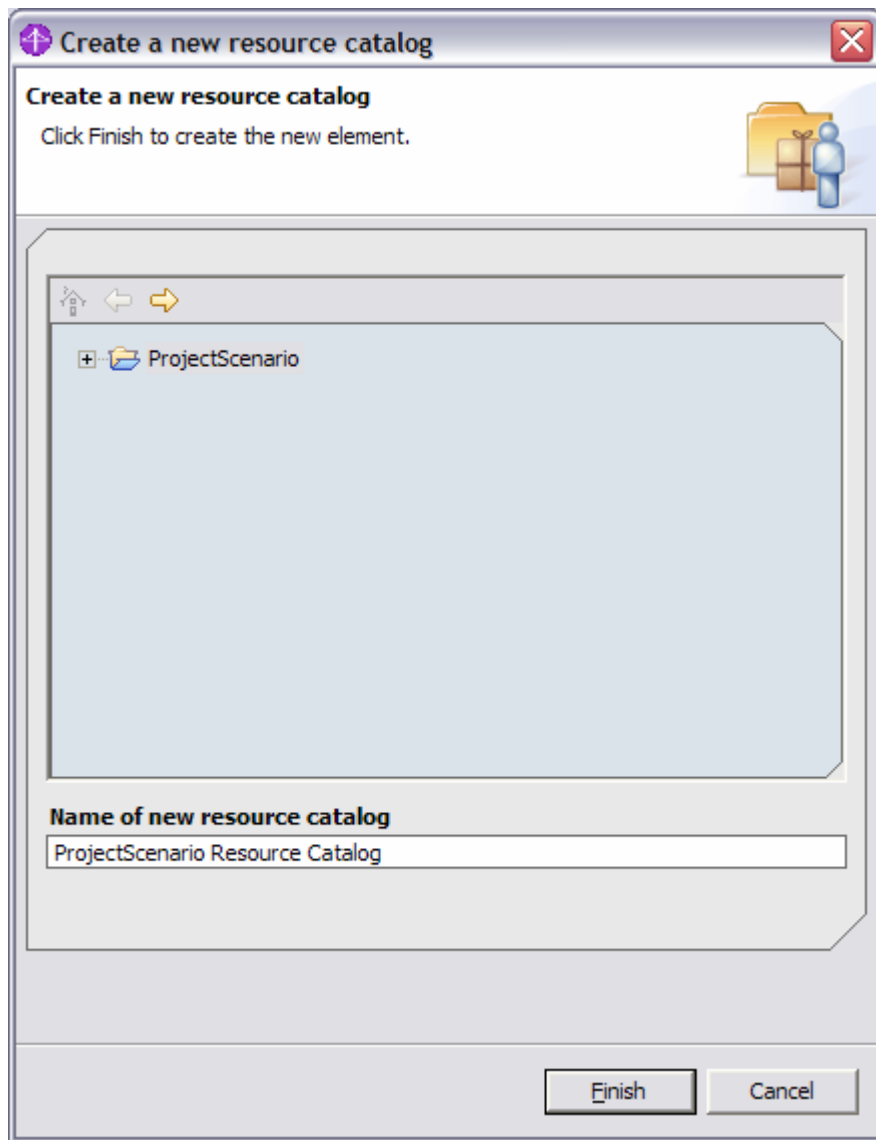 Create a new resource catalog
Create a new resource catalog
Click Finish to create the new element.
ProjectScenario
Name of new resource catalog
ProjectScenario Resource Catalog
Finish Cancel